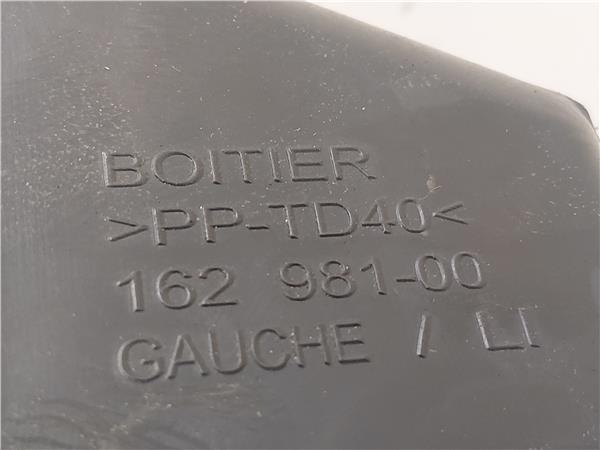 BOITIER
>PP-TD40<
162 981-00
GAUCHE / LI